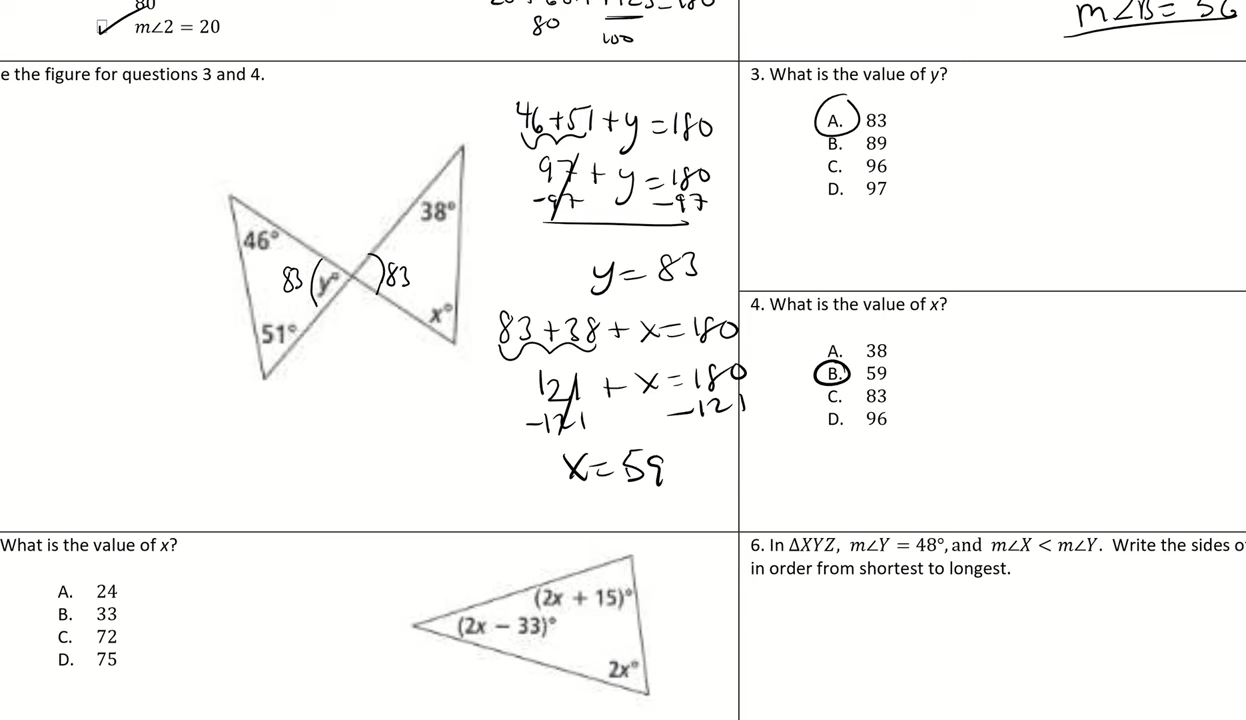 80
m∠2 = 20
80
100
m∠B = 56
e the figure for questions 3 and 4.
46+51+y=180
97+y=180
-97 -97
y=83
83+38+x=180
121+x=180
-121 -121
x=59
46°
83
y°
51°
83
38°
x°
3. What is the value of y?
A. 83
B. 89
C. 96
D. 97
4. What is the value of x?
A. 38
B. 59
C. 83
D. 96
What is the value of x?
A. 24
B. 33
C. 72
D. 75
(2x + 15)°
(2x − 33)°
2x°
6. In ΔXYZ, m∠Y = 48°, and m∠X < m∠Y. Write the sides o
in order from shortest to longest.